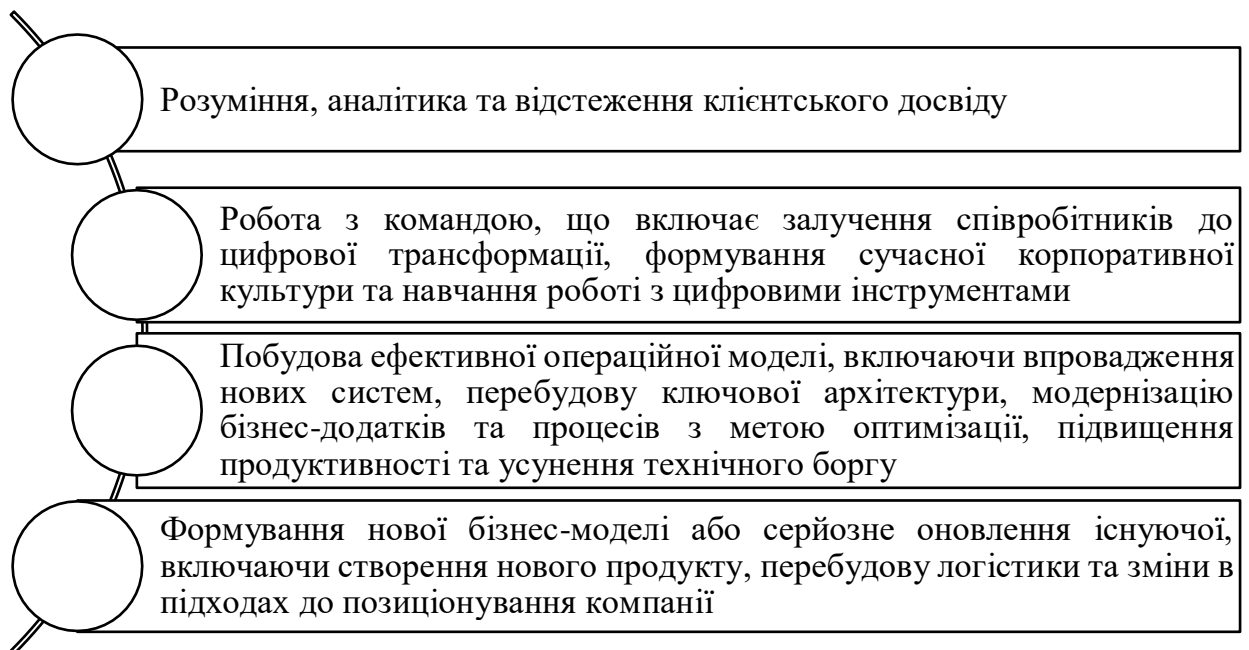 Розуміння, аналітика та відстеження клієнтського досвіду
Робота з командою, що включає залучення співробітників до
цифрової трансформації, формування сучасної корпоративної
культури та навчання роботі з цифровими інструментами
Побудова ефективної операційної моделі, включаючи впровадження
нових систем, перебудову ключової архітектури, модернізацію
бізнес-додатків та процесів з метою оптимізації, підвищення
продуктивності та усунення технічного боргу
Формування нової бізнес-моделі або серйозне оновлення існуючої,
включаючи створення нового продукту, перебудову логістики та зміни в
підходах до позиціонування компанії